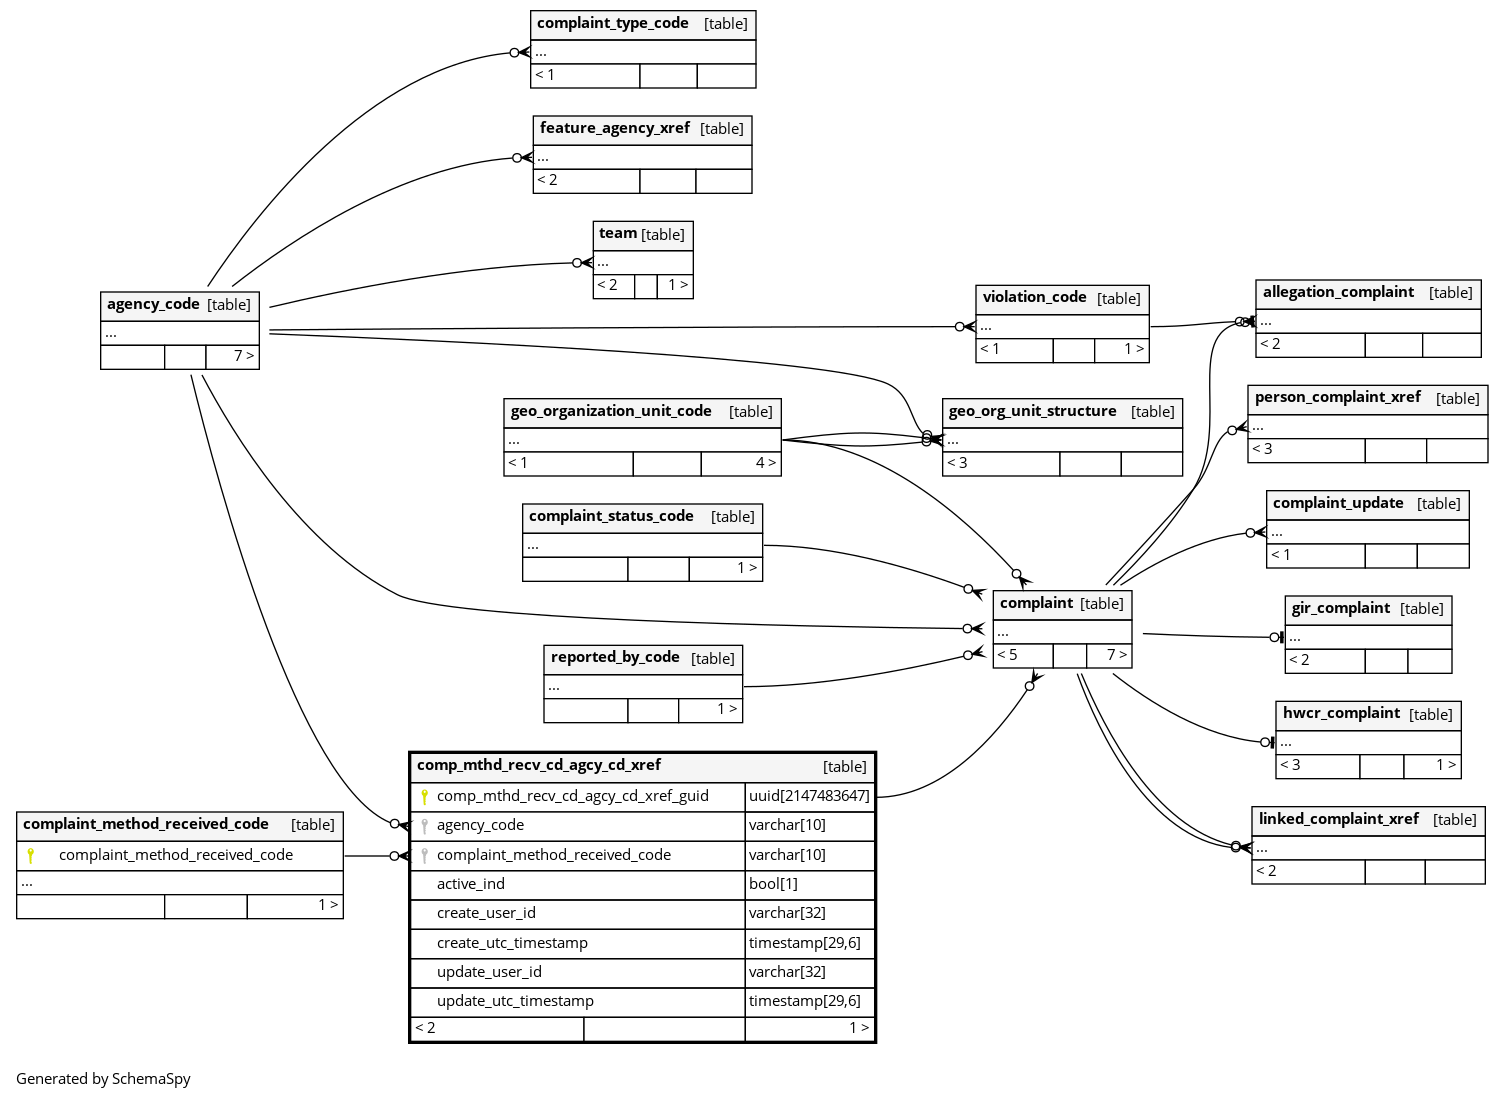 complaint_type_code [table]
...
< 1
feature_agency_xref [table]
...
< 2
team [table]
...
< 2 1 >
agency_code [table]
...
7 >
violation_code [table]
...
< 1 1 >
allegation_complaint [table]
...
< 2
geo_organization_unit_code [table]
...
< 1 4 >
geo_org_unit_structure [table]
...
< 3
person_complaint_xref [table]
...
< 3
complaint_status_code [table]
...
1 >
complaint_update [table]
...
< 1
complaint [table]
...
< 5 7 >
gir_complaint [table]
...
< 2
reported_by_code [table]
...
1 >
hwcr_complaint [table]
...
< 3 1 >
comp_mthd_recv_cd_agcy_cd_xref [table]
comp_mthd_recv_cd_agcy_cd_xref_guid uuid[2147483647]
agency_code varchar[10]
complaint_method_received_code varchar[10]
active_ind bool[1]
create_user_id varchar[32]
create_utc_timestamp timestamp[29,6]
update_user_id varchar[32]
update_utc_timestamp timestamp[29,6]
< 2 1 >
complaint_method_received_code [table]
complaint_method_received_code
...
1 >
linked_complaint_xref [table]
...
< 2
Generated by SchemaSpy